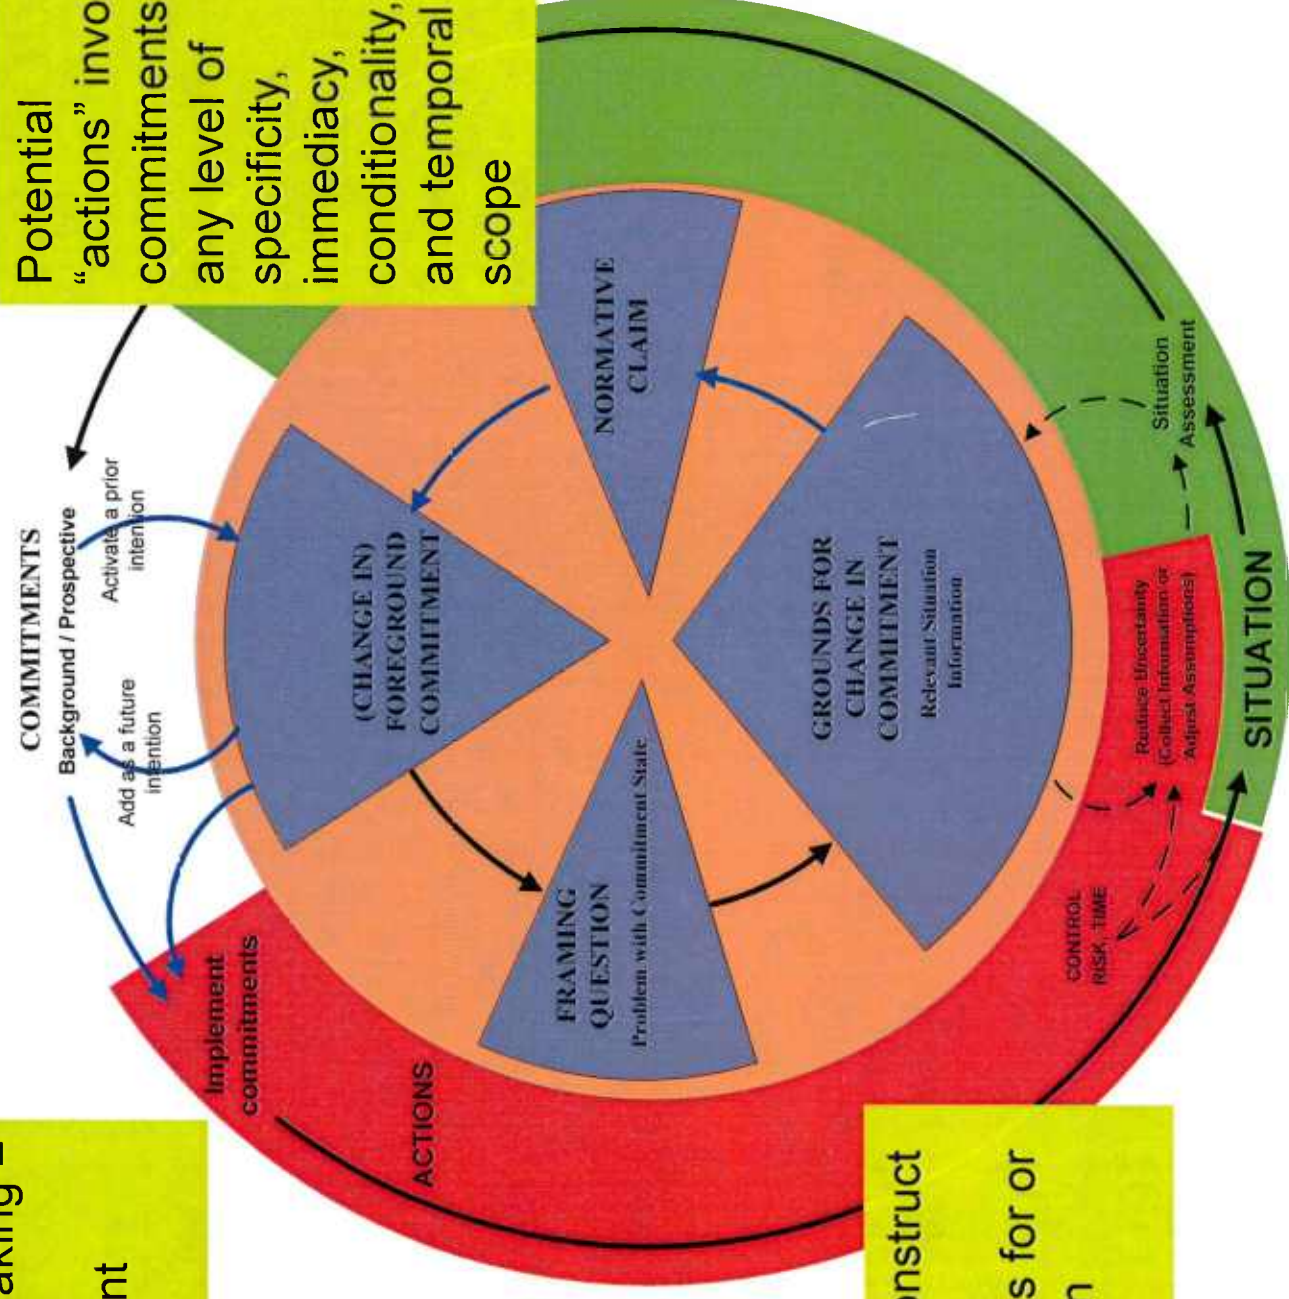 Potential
“actions” invo
commitments
any level of
specificity,
immediacy,
conditionality,
and temporal
scope
COMMITMENTS
Background / Prospective
Activate a prior
intention
Add as a future
intention
(CHANGE IN)
FOREGROUND
COMMITMENT
NORMATIVE
CLAIM
FRAMING
QUESTION
Problem with Commitment State
GROUNDS FOR
CHANGE IN
COMMITMENT
Relevant Situation
Information
Situation
Assessment
Reduce Uncertainty
(Collect Information or
Adjust Assumptions)
SITUATION
CONTROL
RISK, TIME
Implement
commitments
ACTIONS
aking –
nt
nstruct
s for or
n